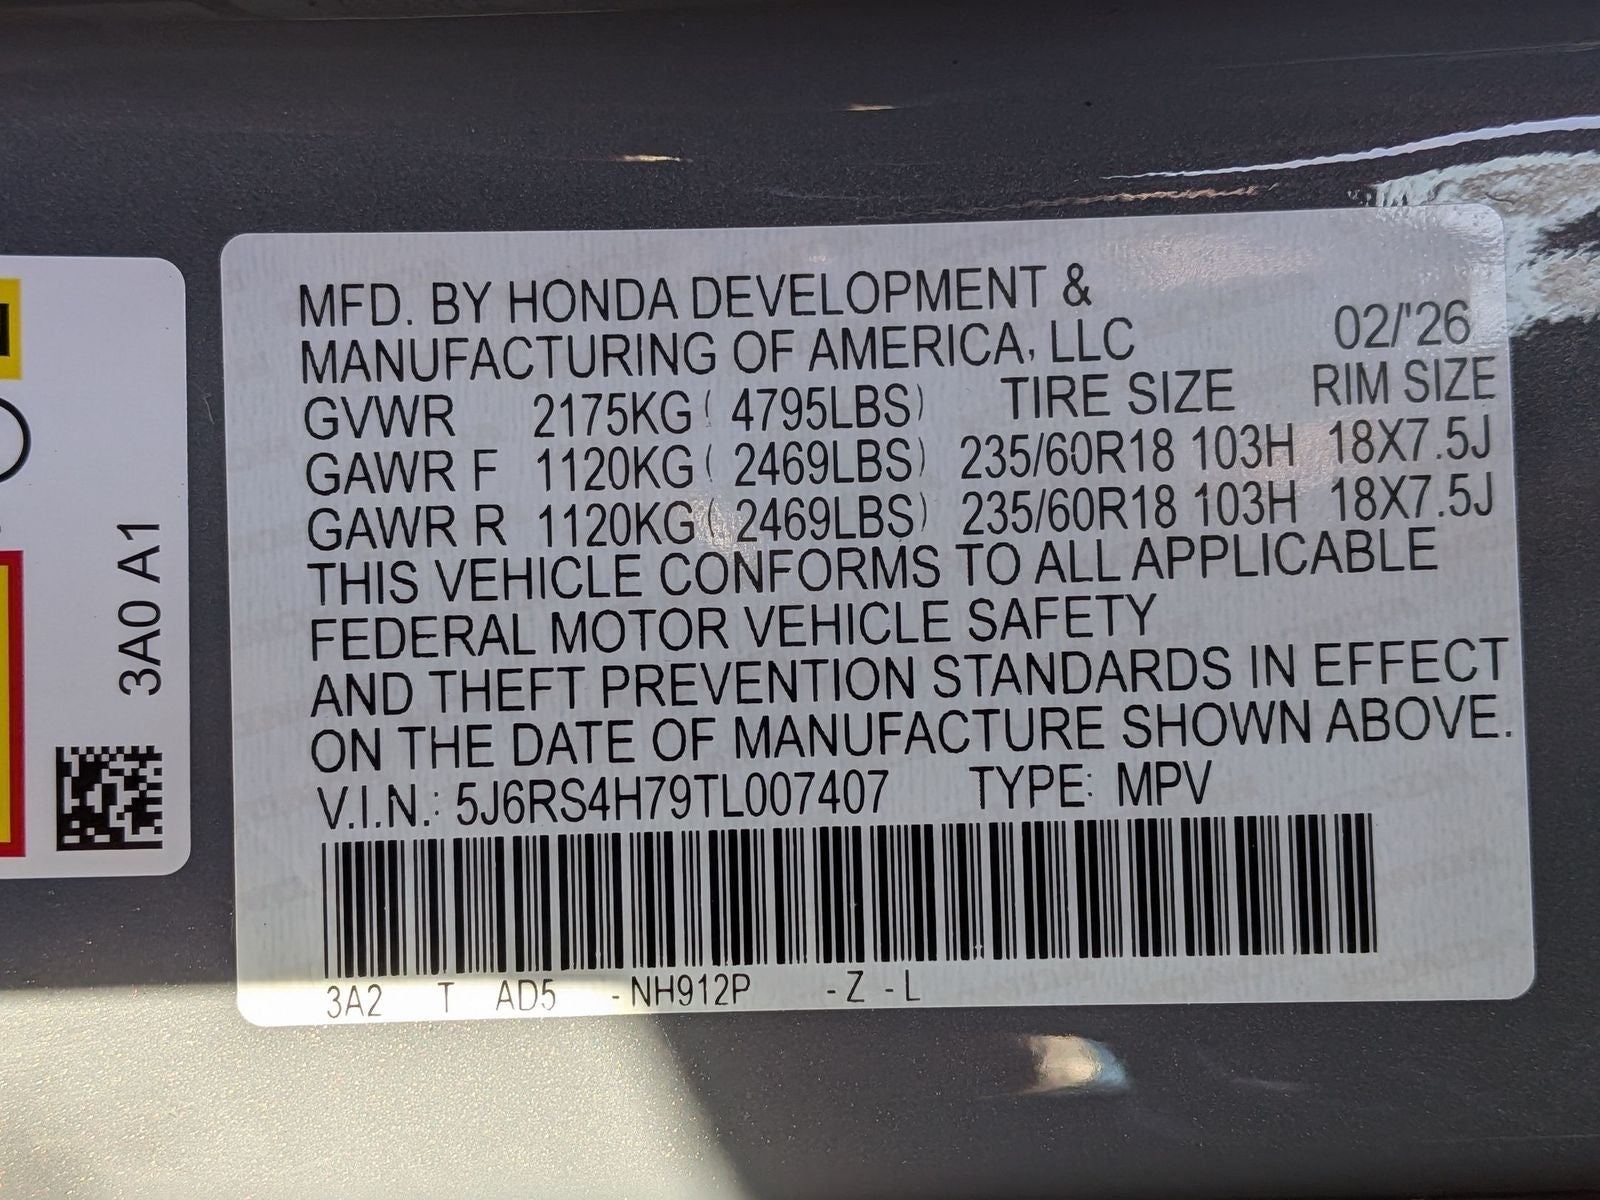 MFD. BY HONDA DEVELOPMENT &
MANUFACTURING OF AMERICA, LLC 02/'26
GVWR 2175KG ( 4795LBS) TIRE SIZE RIM SIZE
GAWR F 1120KG ( 2469LBS) 235/60R18 103H 18X7.5J
GAWR R 1120KG ( 2469LBS) 235/60R18 103H 18X7.5J
THIS VEHICLE CONFORMS TO ALL APPLICABLE
FEDERAL MOTOR VEHICLE SAFETY
AND THEFT PREVENTION STANDARDS IN EFFECT
ON THE DATE OF MANUFACTURE SHOWN ABOVE.
V.I.N.: 5J6RS4H79TL007407 TYPE: MPV
3A2 T AD5 - NH912P - Z - L
3A0 A1